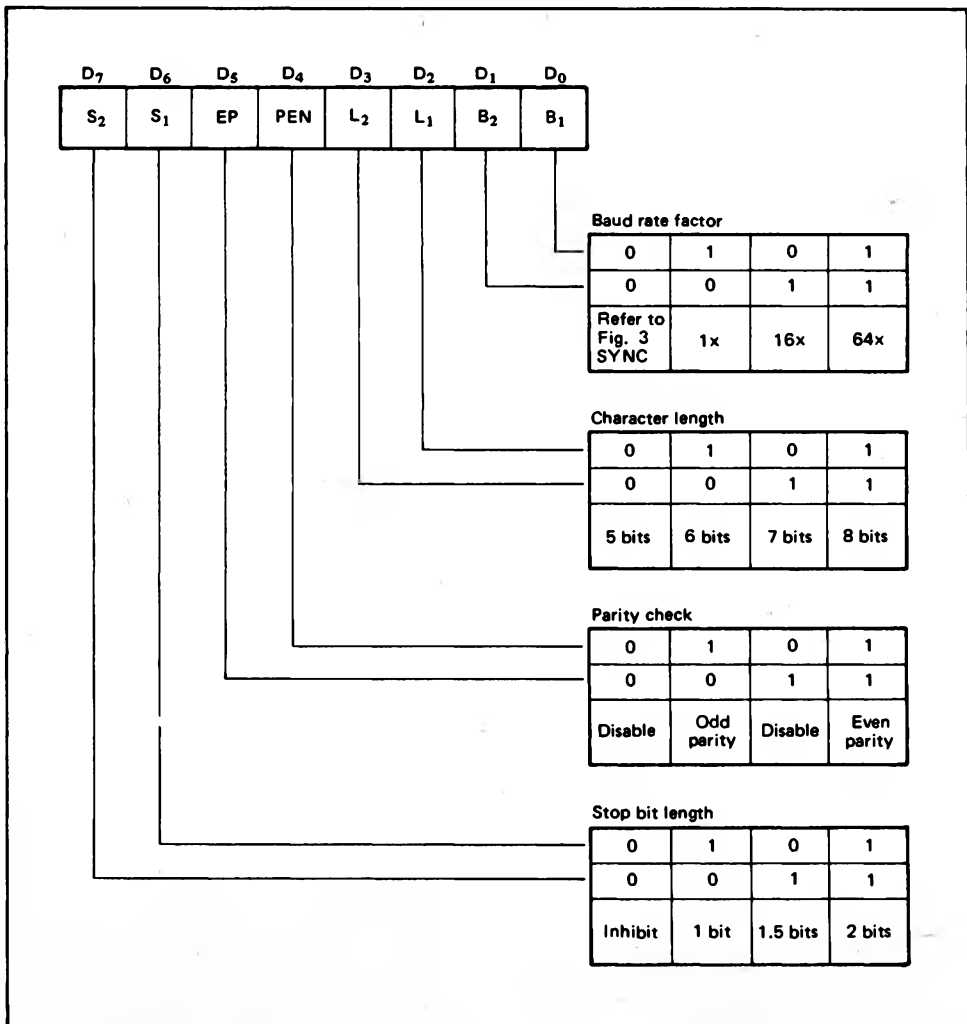 D₇ D₆ D₅ D₄ D₃ D₂ D₁ D₀
S₂ S₁ EP PEN L₂ L₁ B₂ B₁
Baud rate factor
0 1 0 1
0 0 1 1
Refer to
Fig. 3
SYNC 1x 16x 64x
Character length
0 1 0 1
0 0 1 1
5 bits 6 bits 7 bits 8 bits
Parity check
0 1 0 1
0 0 1 1
Disable Odd parity Disable Even parity
Stop bit length
0 1 0 1
0 0 1 1
Inhibit 1 bit 1.5 bits 2 bits